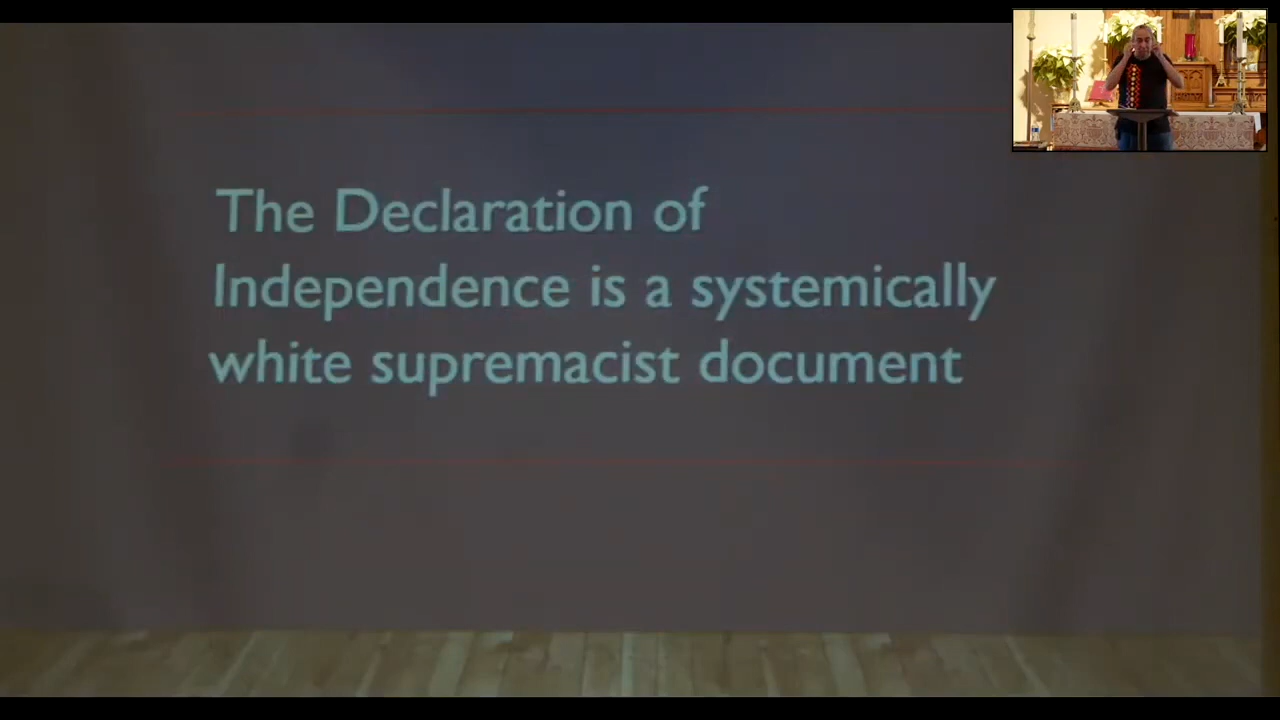 The Declaration of
Independence is a systemically
white supremacist document